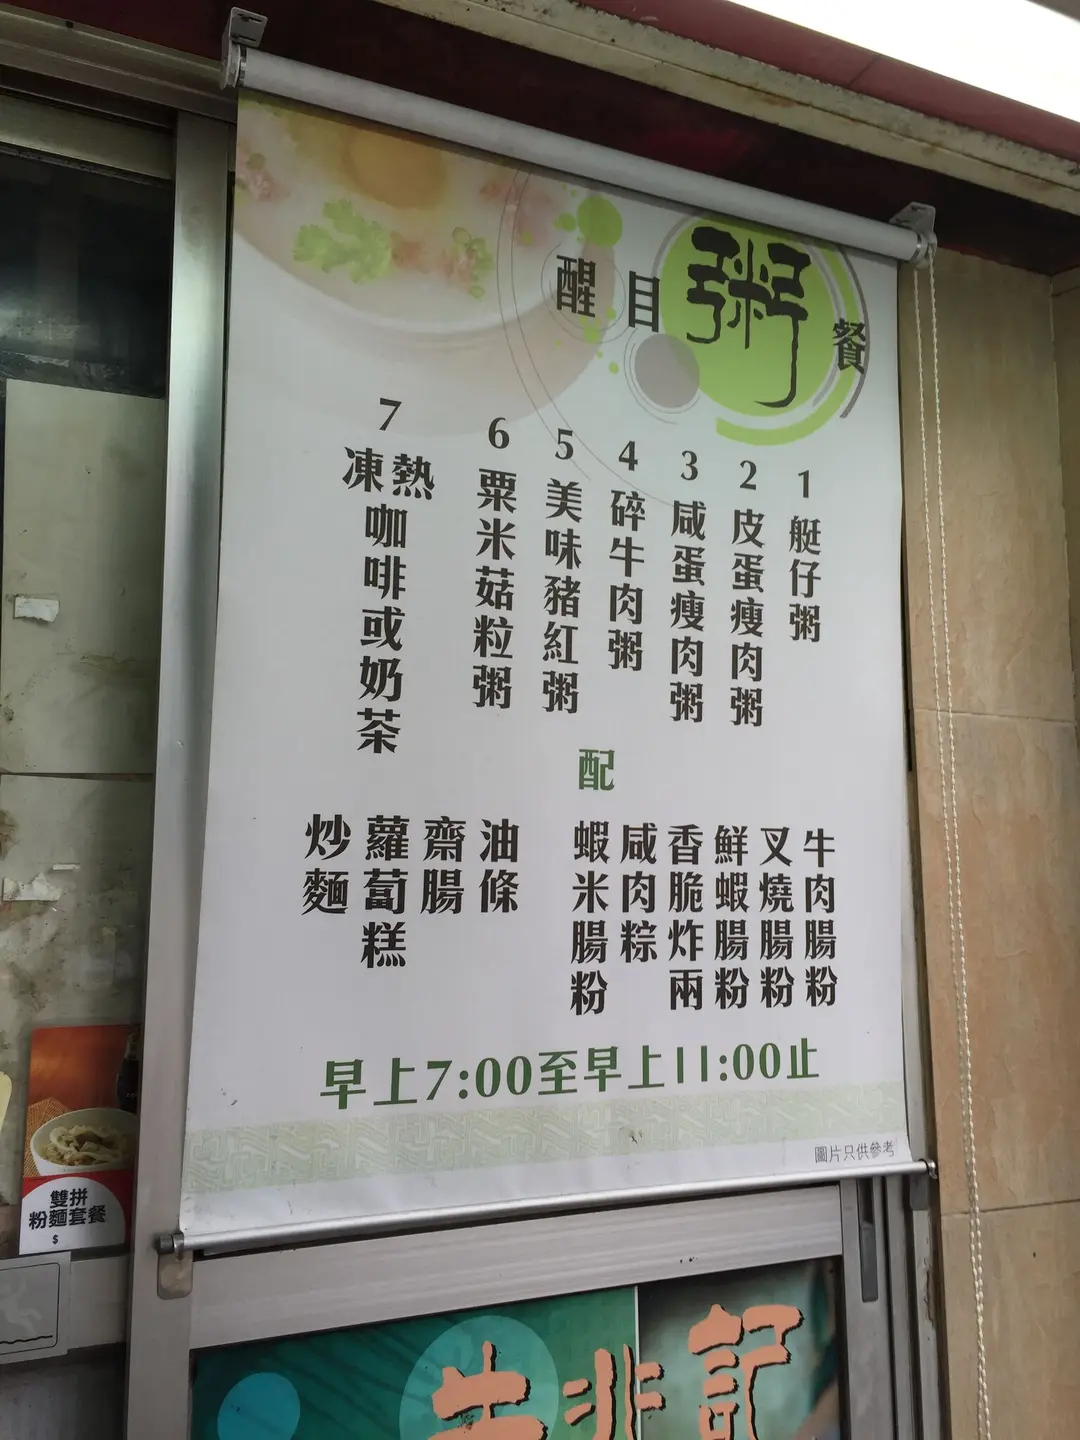 醒目粥餐
1 艇仔粥
2 皮蛋瘦肉粥
3 咸蛋瘦肉粥
4 碎牛肉粥
5 美味豬紅粥
6 粟米菇粒粥
7 熱凍咖啡或奶茶
配
牛肉腸粉
叉燒腸粉
鮮蝦腸粉
香脆炸兩
咸肉粽
蝦米腸粉
油條
齋腸
蘿蔔糕
炒麵
早上7:00至早上11:00止
圖片只供參考
雙拼
粉麵套餐
$
記